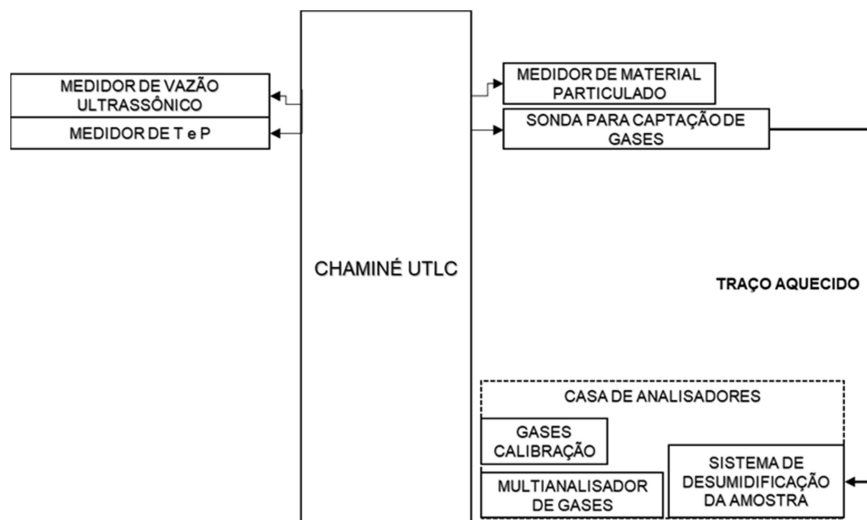 MEDIDOR DE VAZÃO
ULTRASSÔNICO
MEDIDOR DE T e P
MEDIDOR DE MATERIAL
PARTICULADO
SONDA PARA CAPTAÇÃO DE
GASES
CHAMINÉ UTLC
TRAÇO AQUECIDO
CASA DE ANALISADORES
GASES
CALIBRAÇÃO
MULTIANALISADOR
DE GASES
SISTEMA DE
DESUMIDIFICAÇÃO
DA AMOSTRA